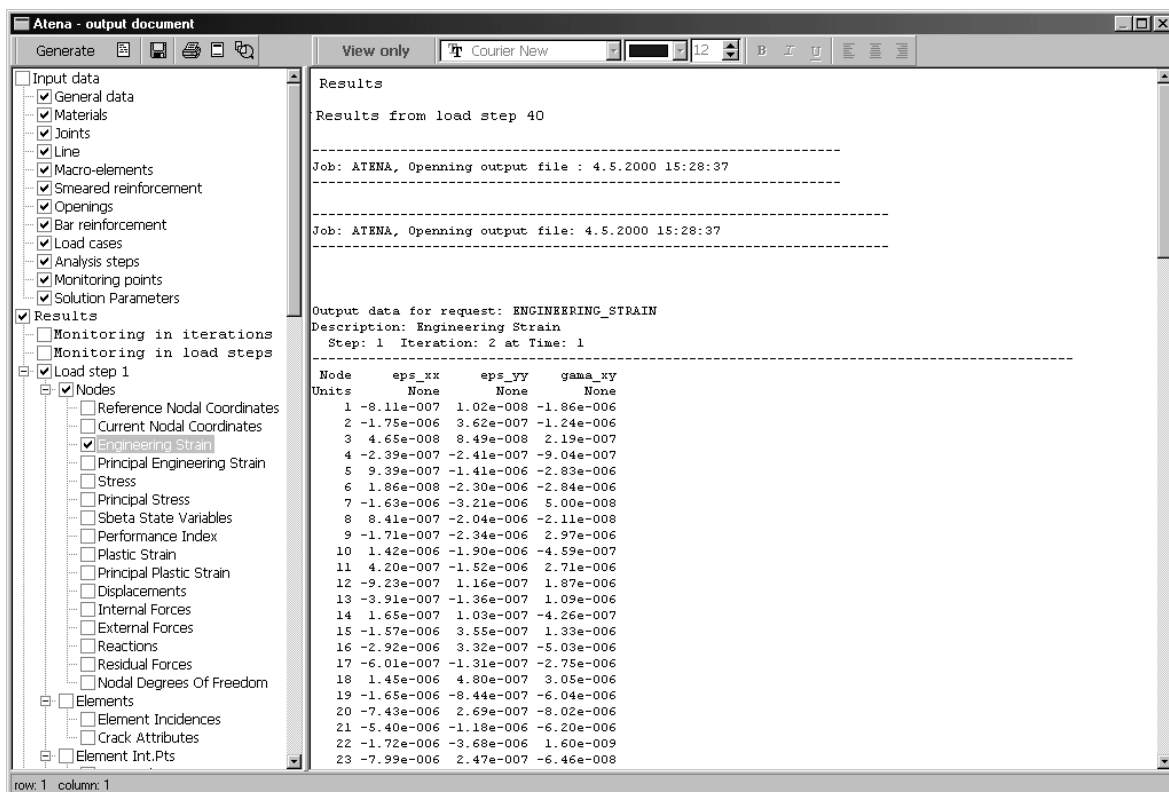 Atena - output document
Generate
View only
Courier New
12
B I U
Input data
General data
Materials
Joints
Line
Macro-elements
Smeared reinforcement
Openings
Bar reinforcement
Load cases
Analysis steps
Monitoring points
Solution Parameters
Results
Monitoring in iterations
Monitoring in load steps
Load step 1
Nodes
Reference Nodal Coordinates
Current Nodal Coordinates
Engineering Strain
Principal Engineering Strain
Stress
Principal Stress
Sbeta State Variables
Performance Index
Plastic Strain
Principal Plastic Strain
Displacements
Internal Forces
External Forces
Reactions
Residual Forces
Nodal Degrees Of Freedom
Elements
Element Incidences
Crack Attributes
Element Int.Pts
Results
Results from load step 40
--------------------------------------------------------------------------------
Job: ATENA, Openning output file : 4.5.2000 15:28:37
--------------------------------------------------------------------------------
--------------------------------------------------------------------------------
Job: ATENA, Openning output file: 4.5.2000 15:28:37
--------------------------------------------------------------------------------
Output data for request: ENGINEERING_STRAIN
Description: Engineering Strain
Step: 1 Iteration: 2 at Time: 1
--------------------------------------------------------------------------------
Node eps_xx eps_yy gama_xy
Units None None None
1 -8.11e-007 1.02e-008 -1.86e-006
2 -1.75e-006 3.62e-007 -1.24e-006
3 4.65e-008 8.49e-008 2.19e-007
4 -2.39e-007 -2.41e-007 -9.04e-007
5 9.39e-007 -1.41e-006 -2.83e-006
6 1.86e-008 -2.30e-006 -2.84e-006
7 -1.63e-006 -3.21e-006 5.00e-008
8 8.41e-007 -2.04e-006 -2.11e-008
9 -1.71e-007 -2.34e-006 2.97e-006
10 1.42e-006 -1.90e-006 -4.59e-007
11 4.20e-007 -1.52e-006 2.71e-006
12 -9.23e-007 1.16e-007 1.87e-006
13 -3.91e-007 -1.36e-007 1.09e-006
14 1.65e-007 1.03e-007 -4.26e-007
15 -1.57e-006 3.55e-007 1.33e-006
16 -2.92e-006 3.32e-007 -5.03e-006
17 -6.01e-007 -1.31e-007 -2.75e-006
18 1.45e-006 4.80e-007 3.05e-006
19 -1.65e-006 -8.44e-007 -6.04e-006
20 -7.43e-006 2.69e-007 -8.02e-006
21 -5.40e-006 -1.18e-006 -6.20e-006
22 -1.72e-006 -3.68e-006 1.60e-009
23 -7.99e-006 2.47e-007 -6.46e-008
row: 1 column: 1